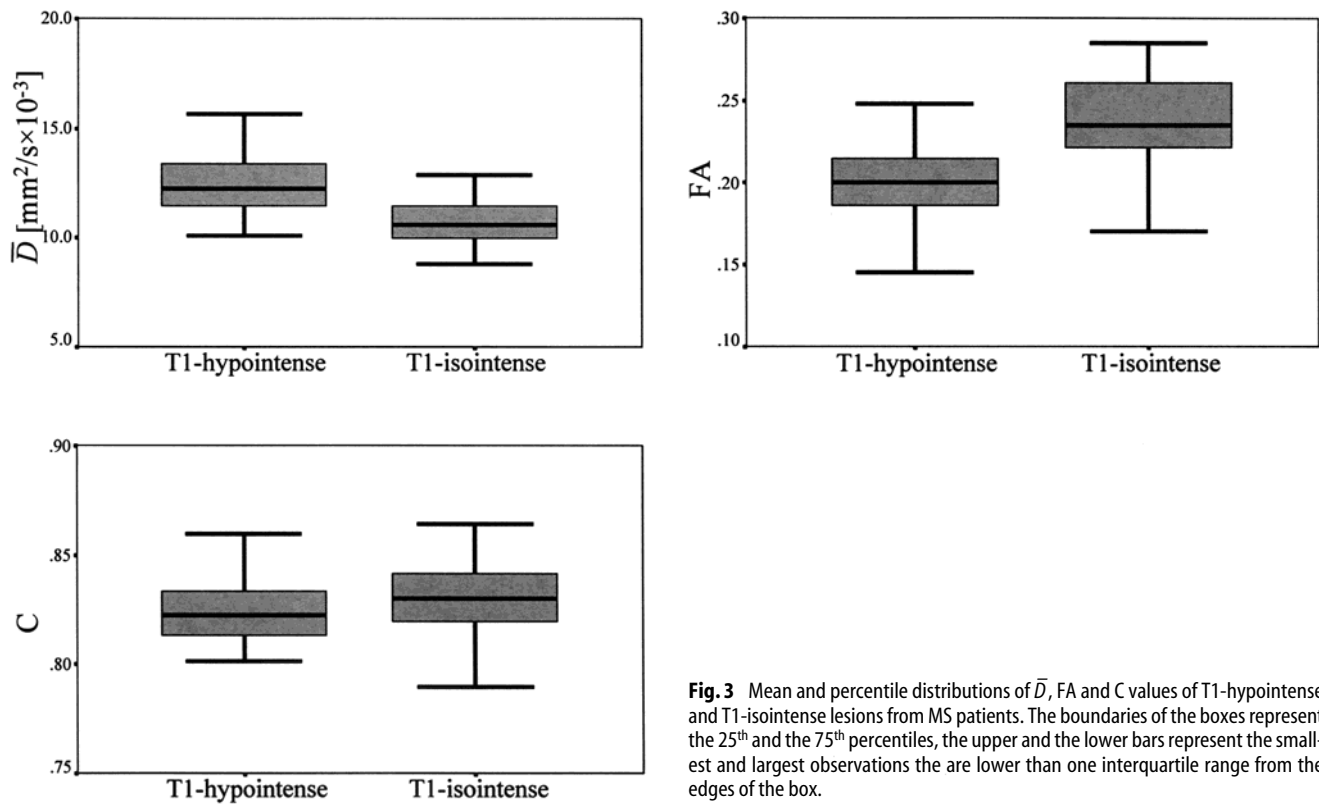 20.0
15.0
10.0
5.0
D̅ [mm²/s×10⁻³]
T1-hypointense T1-isointense
.30
.25
.20
.15
.10
FA
T1-hypointense T1-isointense
.90
.85
.80
.75
C
T1-hypointense T1-isointense
Fig. 3 Mean and percentile distributions of D̅, FA and C values of T1-hypointense
and T1-isointense lesions from MS patients. The boundaries of the boxes represent
the 25th and the 75th percentiles, the upper and the lower bars represent the small-
est and largest observations the are lower than one interquartile range from the
edges of the box.